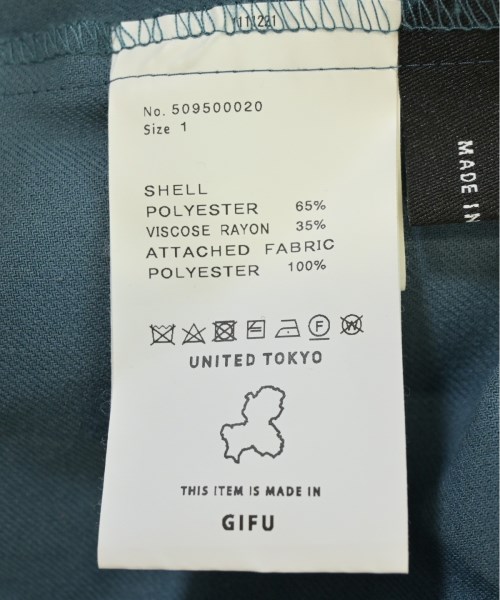 111221
No. 509500020
Size 1
SHELL
POLYESTER 65%
VISCOSE RAYON 35%
ATTACHED FABRIC
POLYESTER 100%
F
W
UNITED TOKYO
THIS ITEM IS MADE IN
GIFU
MADE IN